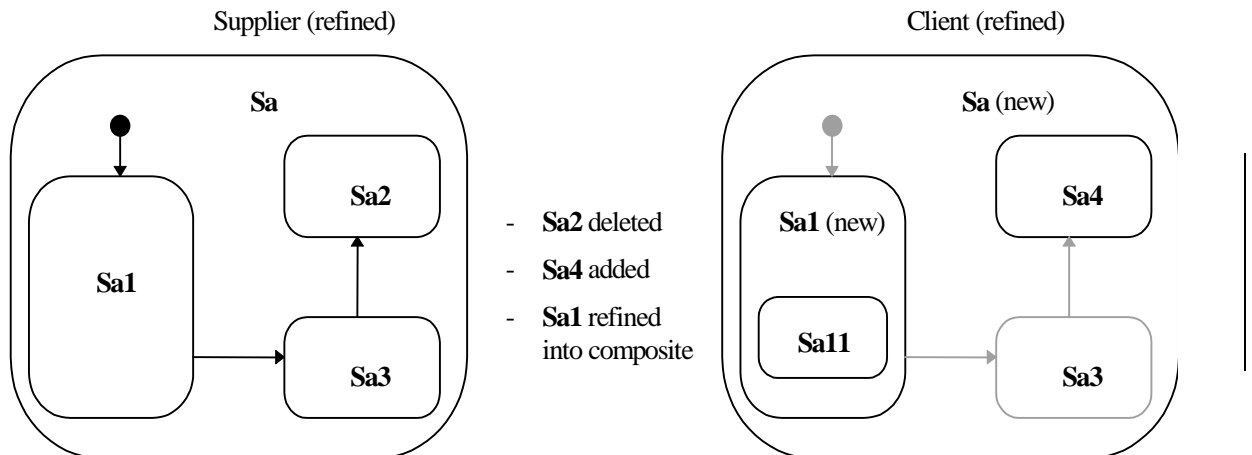 Supplier (refined)
Client (refined)
Sa
Sa2
Sa1
Sa3
- Sa2 deleted
- Sa4 added
- Sa1 refined
into composite
Sa (new)
Sa4
Sa1 (new)
Sa11
Sa3